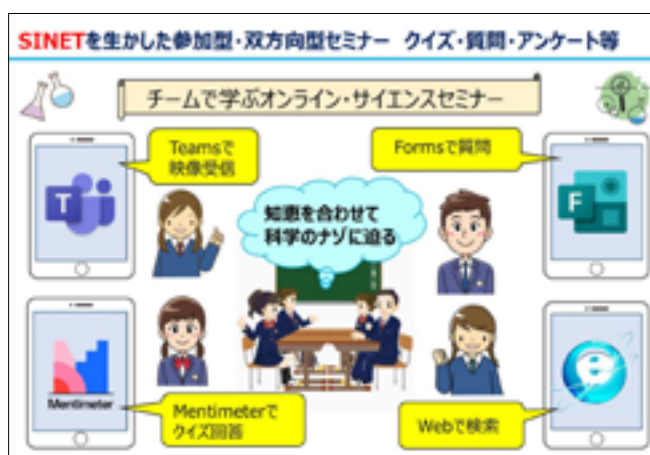 SINETを生かした参加型・双方向型セミナー クイズ・質問・アンケート等
チームで学ぶオンライン・サイエンスセミナー
Teamsで
映像受信
Formsで質問
T
F
知恵を合わせて
科学のナゾに迫る
Mentimeter
Mentimeterで
クイズ回答
Webで検索
e